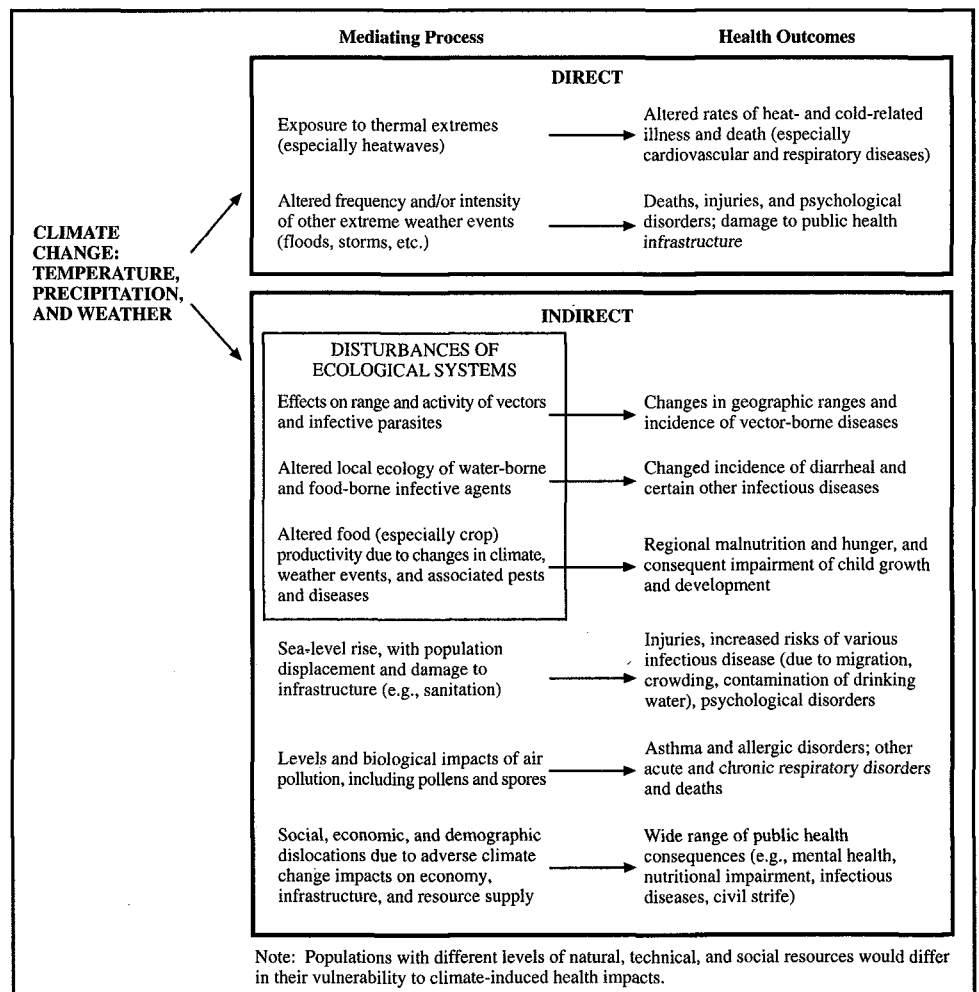 Mediating Process
Health Outcomes
DIRECT
Exposure to thermal extremes
(especially heatwaves)
Altered rates of heat- and cold-related
illness and death (especially
cardiovascular and respiratory diseases)
Altered frequency and/or intensity
of other extreme weather events
(floods, storms, etc.)
Deaths, injuries, and psychological
disorders; damage to public health
infrastructure
CLIMATE
CHANGE:
TEMPERATURE,
PRECIPITATION,
AND WEATHER
INDIRECT
DISTURBANCES OF
ECOLOGICAL SYSTEMS
Effects on range and activity of vectors
and infective parasites
Changes in geographic ranges and
incidence of vector-borne diseases
Altered local ecology of water-borne
and food-borne infective agents
Changed incidence of diarrheal and
certain other infectious diseases
Altered food (especially crop)
productivity due to changes in climate,
weather events, and associated pests
and diseases
Regional malnutrition and hunger, and
consequent impairment of child growth
and development
Sea-level rise, with population
displacement and damage to
infrastructure (e.g., sanitation)
Injuries, increased risks of various
infectious disease (due to migration,
crowding, contamination of drinking
water), psychological disorders
Levels and biological impacts of air
pollution, including pollens and spores
Asthma and allergic disorders; other
acute and chronic respiratory disorders
and deaths
Social, economic, and demographic
dislocations due to adverse climate
change impacts on economy,
infrastructure, and resource supply
Wide range of public health
consequences (e.g., mental health,
nutritional impairment, infectious
diseases, civil strife)
Note: Populations with different levels of natural, technical, and social resources would differ
in their vulnerability to climate-induced health impacts.